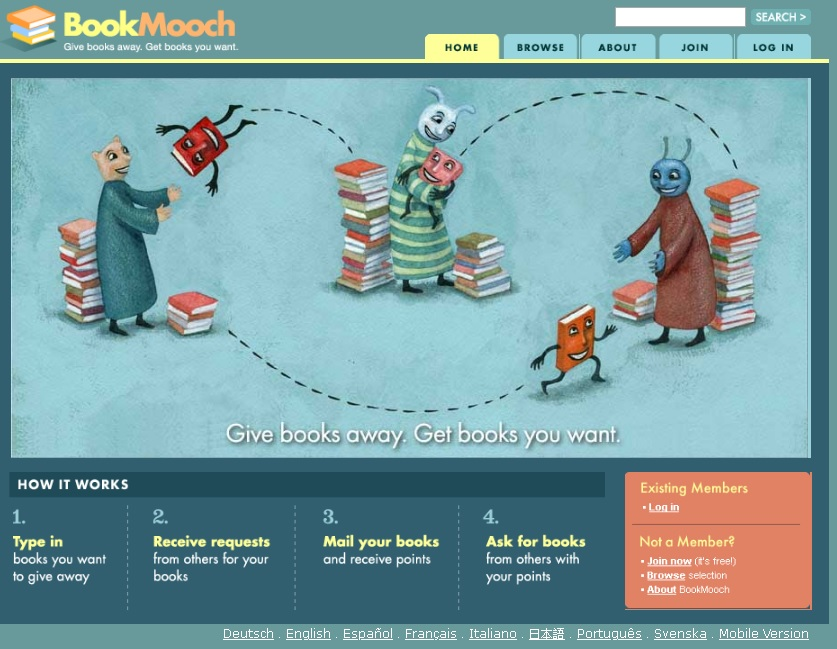 BookMooch
Give books away. Get books you want.
SEARCH >
HOME
BROWSE
ABOUT
JOIN
LOG IN
Give books away. Get books you want.
HOW IT WORKS
1.
Type in
books you want
to give away
2.
Receive requests
from others for your
books
3.
Mail your books
and receive points
4.
Ask for books
from others with
your points
Existing Members
• Log in
Not a Member?
• Join now (it's free!)
• Browse selection
• About BookMooch
Deutsch . English . Español . Français . Italiano . 日本語 . Português . Svenska . Mobile Version